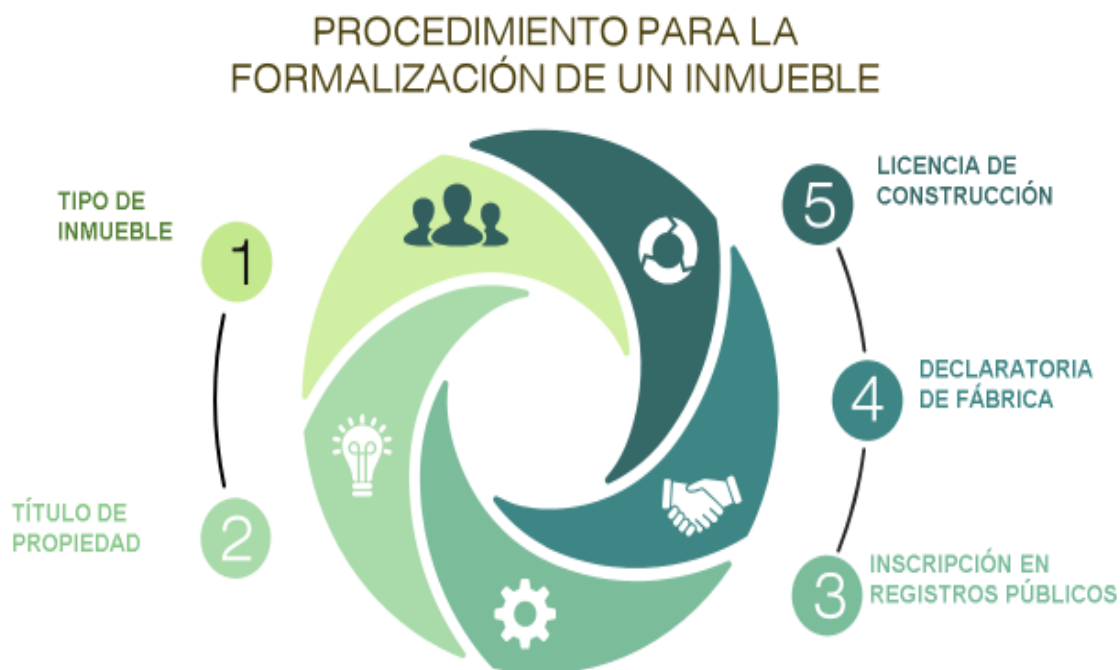 PROCEDIMIENTO PARA LA
FORMALIZACIÓN DE UN INMUEBLE
TIPO DE
INMUEBLE
1
TÍTULO DE
PROPIEDAD
2
3
INSCRIPCIÓN EN
REGISTROS PÚBLICOS
4
DECLARATORIA
DE FÁBRICA
5
LICENCIA DE
CONSTRUCCIÓN